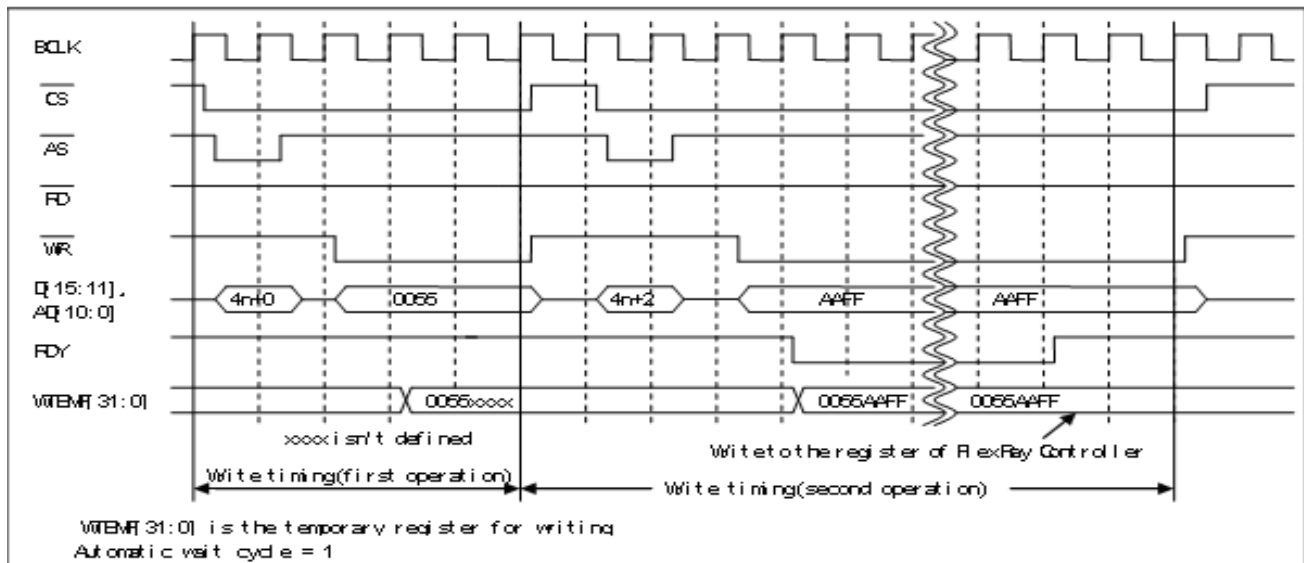 BCLK
CS
AS
RD
WR
D[15:11],
AD[10:0]
4n+0
0055
4n+2
AAFF
AAFF
RDY
WTEMP[31:0]
0055xxxx
0055AAFF
0055AAFF
xxxx isn't defined
Write to the register of FlexRay Controller
Write timing(first operation)
Write timing(second operation)
WTEMP[31:0] is the temporary register for writing
Automatic wait cycle = 1